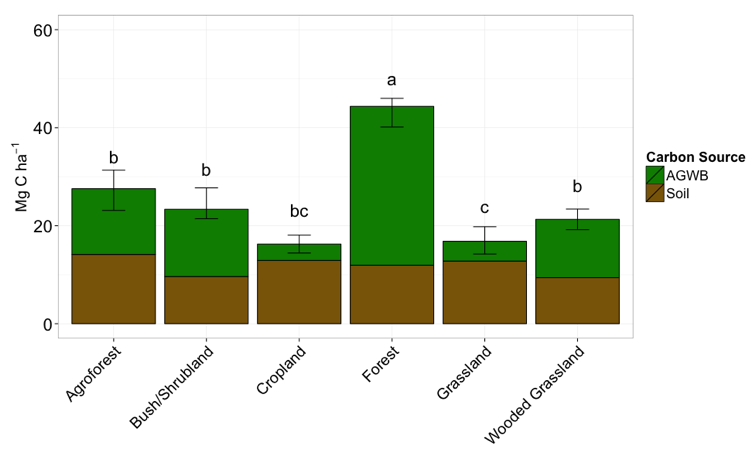 60
40
20
0
Mg C ha⁻¹
b
b
bc
a
c
b
Agroforest
Bush/Shrubland
Cropland
Forest
Grassland
Wooded Grassland
Carbon Source
AGWB
Soil